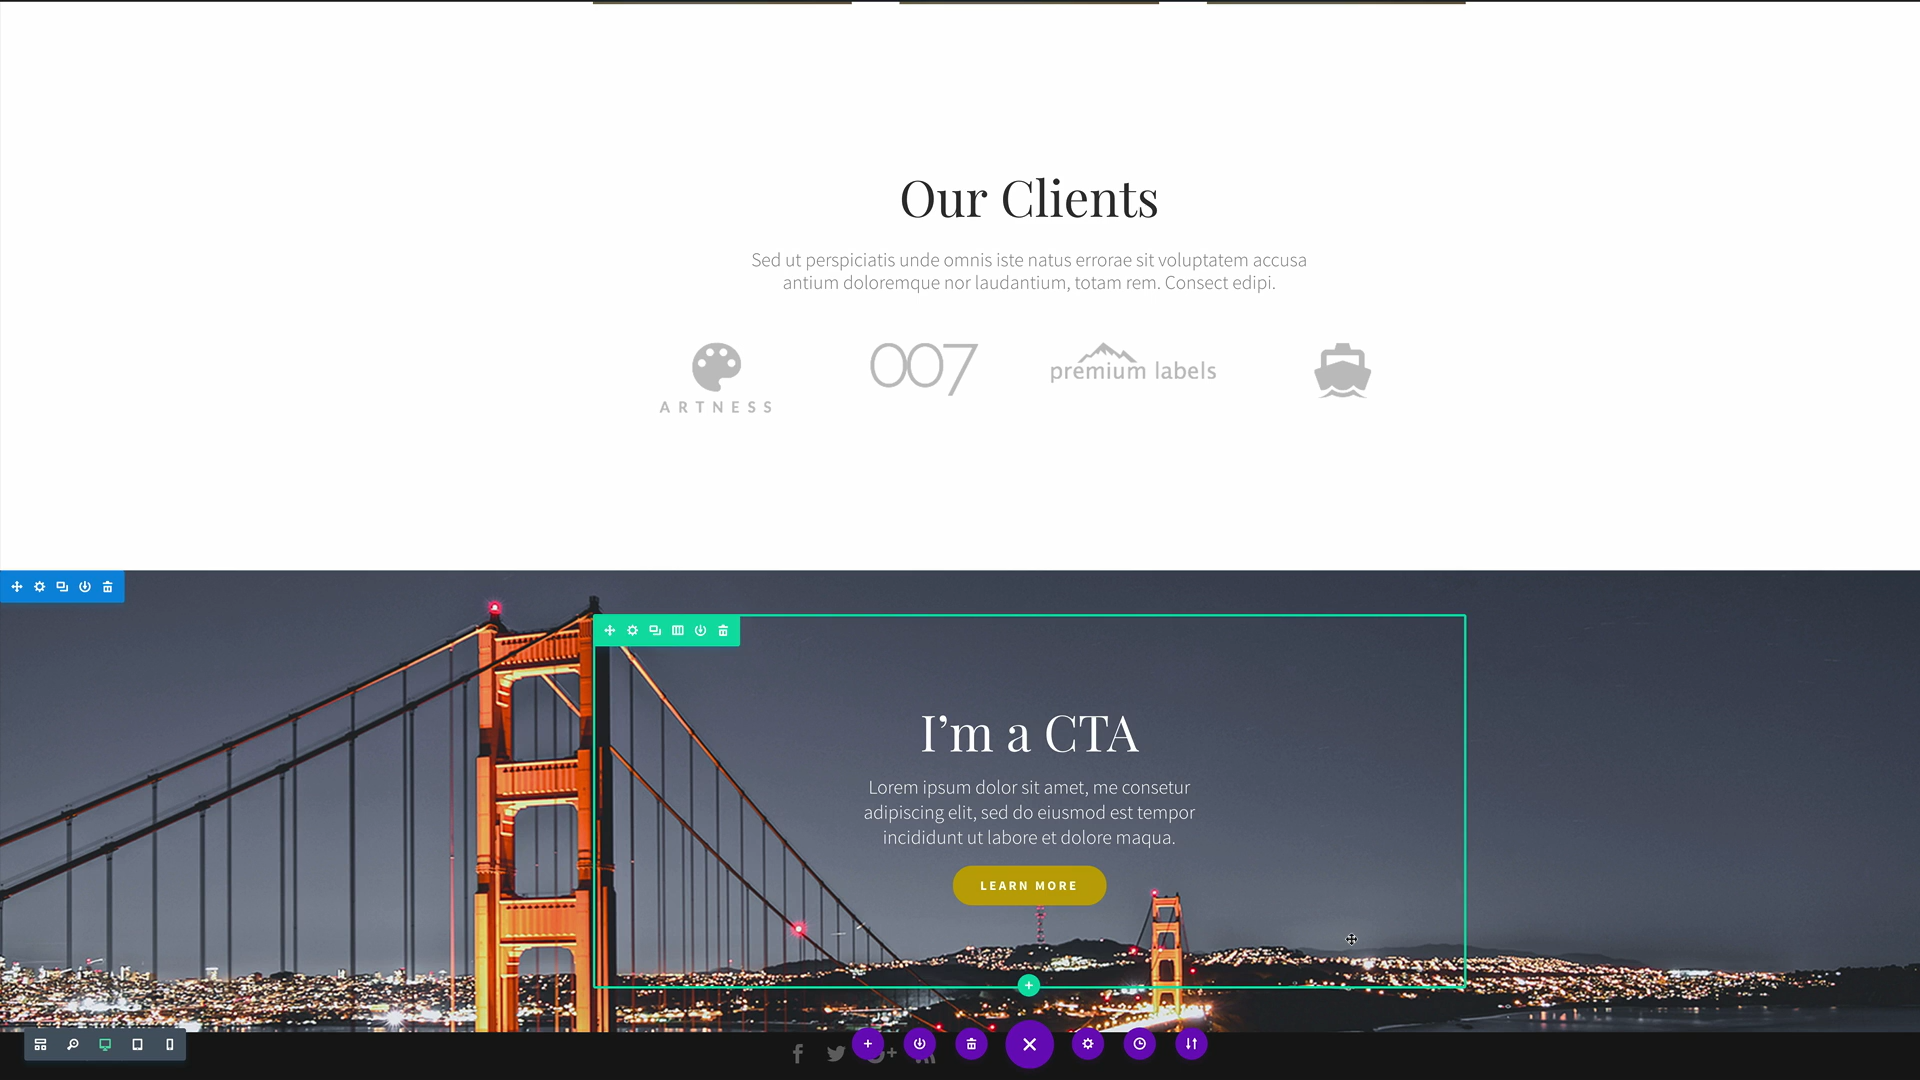 Our Clients
Sed ut perspiciatis unde omnis iste natus errorae sit voluptatem accusa
antium doloremque nor laudantium, totam rem. Consect edipi.
ARTNESS
007
premium labels
I’m a CTA
Lorem ipsum dolor sit amet, me consetur
adipiscing elit, sed do eiusmod est tempor
incididunt ut labore et dolore maqua.
LEARN MORE